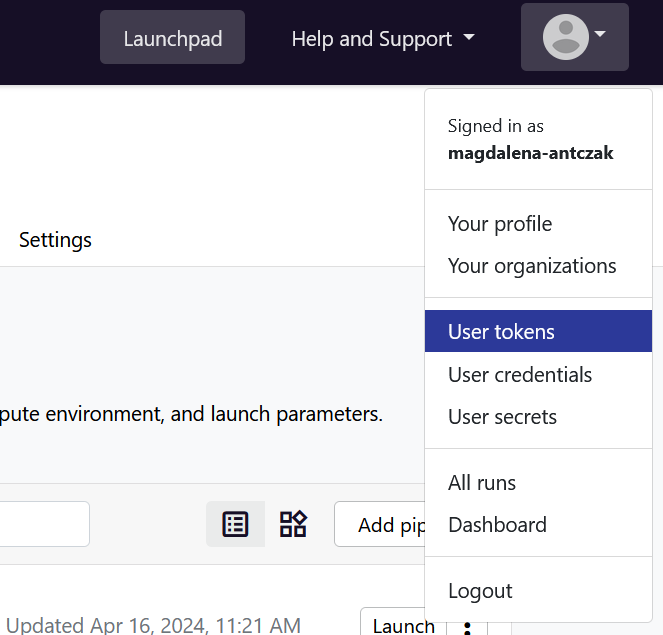 Launchpad
Help and Support
Signed in as
magdalena-antczak
Settings
Your profile
Your organizations
User tokens
User credentials
User secrets
pute environment, and launch parameters.
All runs
Dashboard
Add pip
Logout
Updated Apr 16, 2024, 11:21 AM
Launch